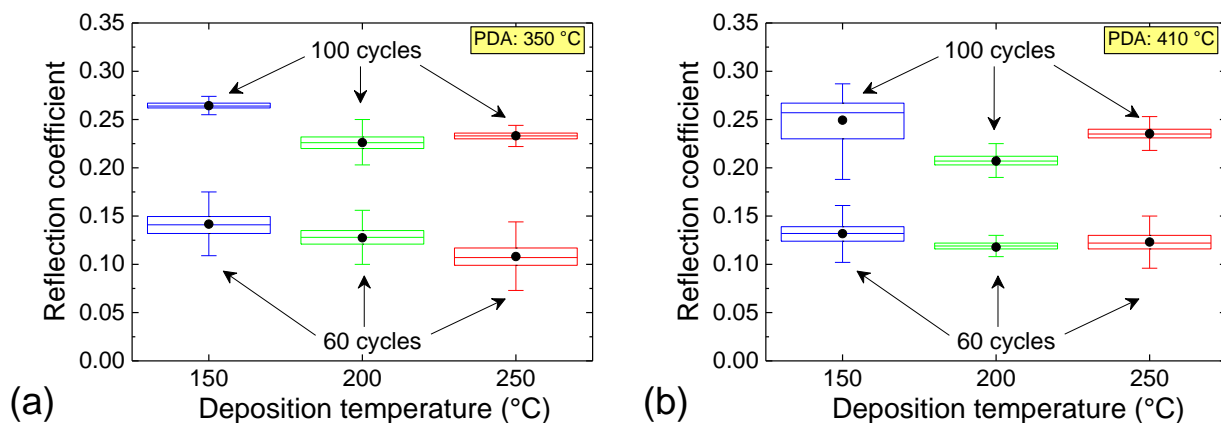 0.35
0.30
0.25
0.20
0.15
0.10
0.05
0.00
Reflection coefficient
PDA: 350 °C
100 cycles
60 cycles
150
200
250
Deposition temperature (°C)
(a)
0.35
0.30
0.25
0.20
0.15
0.10
0.05
0.00
Reflection coefficient
PDA: 410 °C
100 cycles
60 cycles
150
200
250
Deposition temperature (°C)
(b)